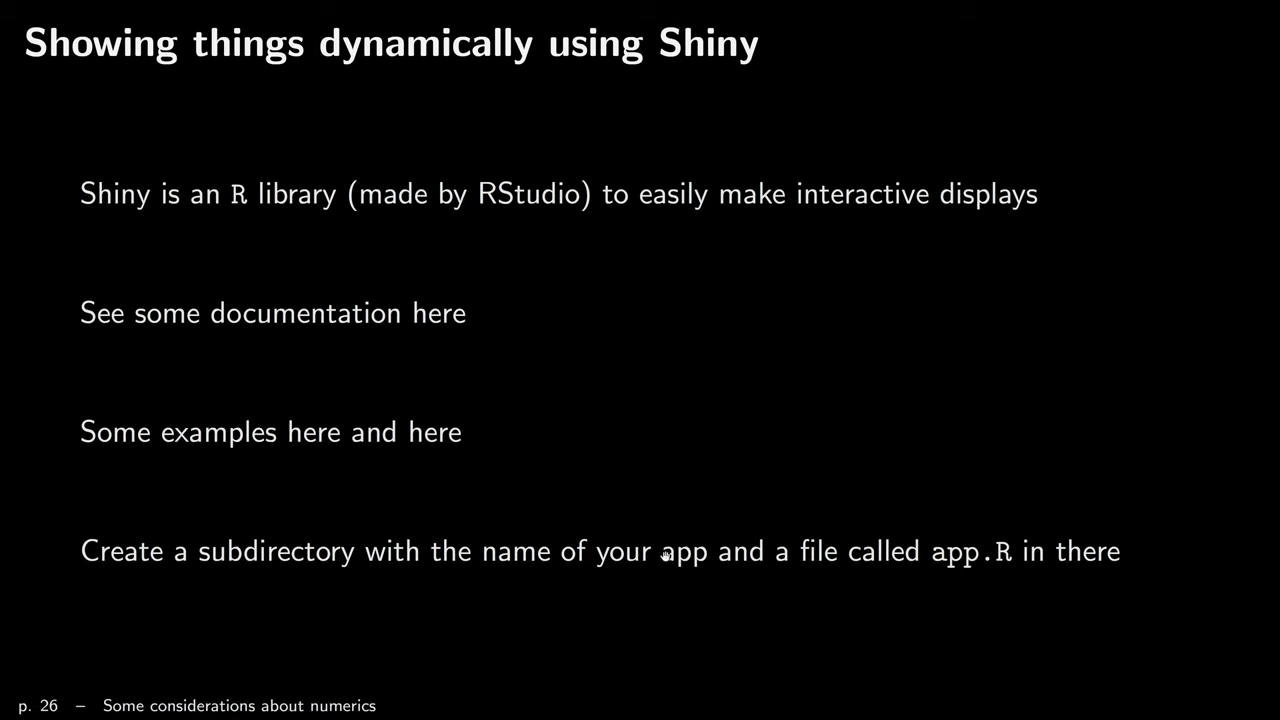 Showing things dynamically using Shiny
Shiny is an R library (made by RStudio) to easily make interactive displays
See some documentation here
Some examples here and here
Create a subdirectory with the name of your app and a file called app.R in there
p. 26 – Some considerations about numerics